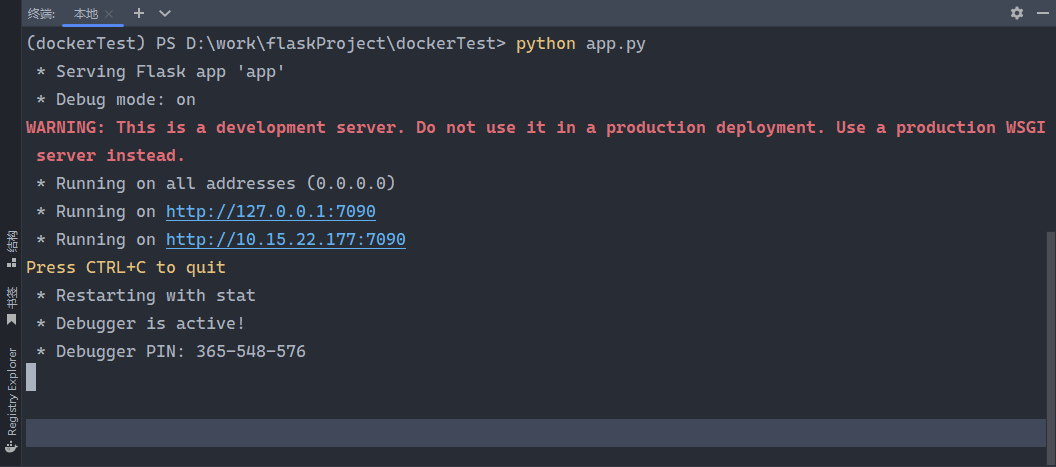 终端: 本地
(dockerTest) PS D:\work\flaskProject\dockerTest> python app.py
* Serving Flask app 'app'
* Debug mode: on
WARNING: This is a development server. Do not use it in a production deployment. Use a production WSGI
server instead.
* Running on all addresses (0.0.0.0)
* Running on http://127.0.0.1:7090
* Running on http://10.15.22.177:7090
Press CTRL+C to quit
* Restarting with stat
* Debugger is active!
* Debugger PIN: 365-548-576
结构
书签
Registry Explorer